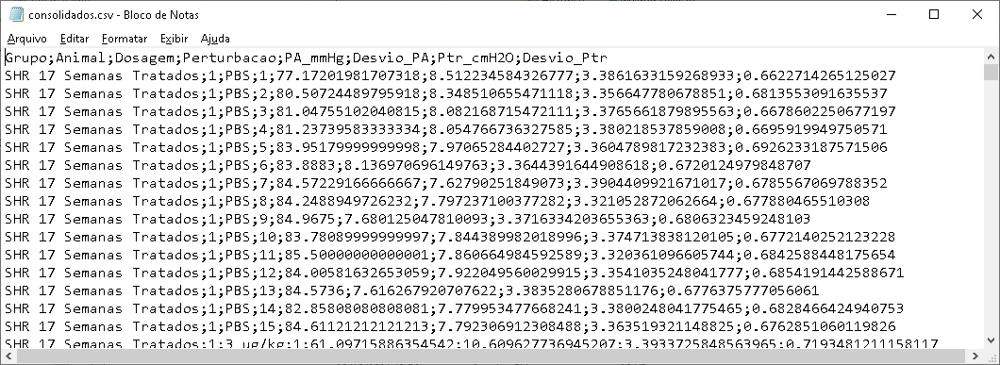 consolidados.csv - Bloco de Notas
Arquivo Editar Formatar Exibir Ajuda
Grupo;Animal;Dosagem;Perturbacao;PA_mmHg;Desvio_PA;Ptr_cmH2O;Desvio_Ptr
SHR 17 Semanas Tratados;1;PBS;1;77.17201981707318;8.512234584326777;3.3861633159268933;0.6622714265125027
SHR 17 Semanas Tratados;1;PBS;2;80.50724489795918;8.348510655471118;3.356647780678851;0.6813553091635537
SHR 17 Semanas Tratados;1;PBS;3;81.04755102040815;8.082168715472111;3.3765661879895563;0.6678602250677197
SHR 17 Semanas Tratados;1;PBS;4;81.23739583333334;8.054766736327585;3.380218537859008;0.6695919949750571
SHR 17 Semanas Tratados;1;PBS;5;83.951799999999998;7.97065284402727;3.3604789817232383;0.6926233187571506
SHR 17 Semanas Tratados;1;PBS;6;83.8883;8.136970696149763;3.3644391644908618;0.6720124979848707
SHR 17 Semanas Tratados;1;PBS;7;84.57229166666667;7.62790251849073;3.3904409921671017;0.6785567069788352
SHR 17 Semanas Tratados;1;PBS;8;84.2488949726232;7.797237100377282;3.321052872062664;0.677880465510308
SHR 17 Semanas Tratados;1;PBS;9;84.9675;7.680125047810093;3.3716334203655363;0.6806323459248103
SHR 17 Semanas Tratados;1;PBS;10;83.78089999999997;7.844389982018996;3.374713838120105;0.6772140252123228
SHR 17 Semanas Tratados;1;PBS;11;85.50000000000001;7.860664984592589;3.320361096605744;0.6842588448175654
SHR 17 Semanas Tratados;1;PBS;12;84.00581632653059;7.922049560029915;3.3541035248041777;0.6854191442588671
SHR 17 Semanas Tratados;1;PBS;13;84.5736;7.616267920707622;3.3835280678851176;0.6776375777056061
SHR 17 Semanas Tratados;1;PBS;14;82.85808080808081;7.779953477668241;3.3800248041775465;0.6828466424940753
SHR 17 Semanas Tratados;1;PBS;15;84.61121212121213;7.792306912308488;3.363519321148825;0.6762851060119826
SHR 17 Semanas Tratados;1;3 ug/kg;1;61.09715886354542;10.609627736945207;3.3933725848563965;0.7193481211158117